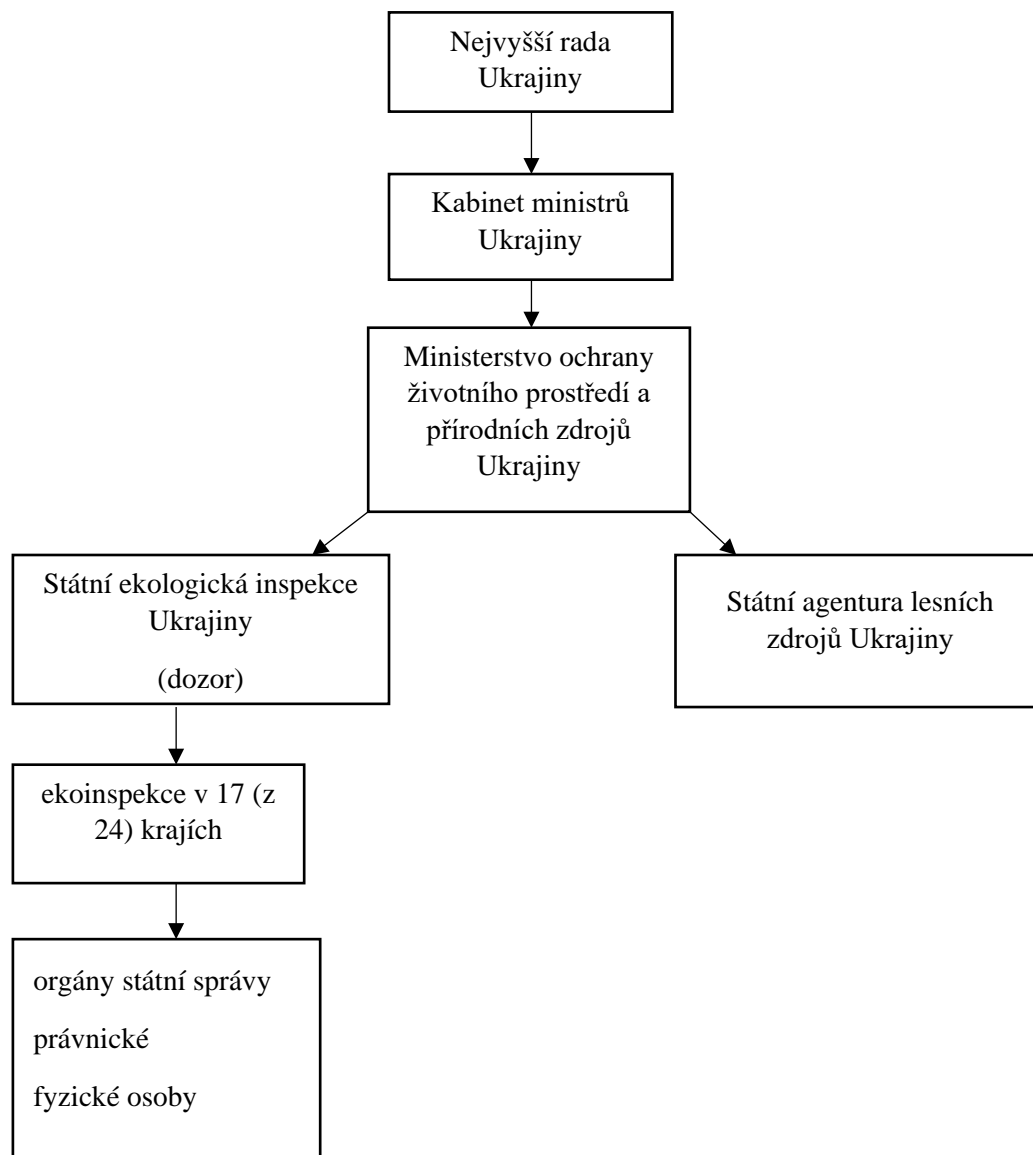 Nejvyšší rada
Ukrajiny
Kabinet ministrů
Ukrajiny
Ministerstvo ochrany
životního prostředí a
přírodních zdrojů
Ukrajiny
Státní ekologická inspekce
Ukrajiny
(dozor)
Státní agentura lesních
zdrojů Ukrajiny
ekoinspekce v 17 (z
24) krajích
orgány státní správy
právnické
fyzické osoby